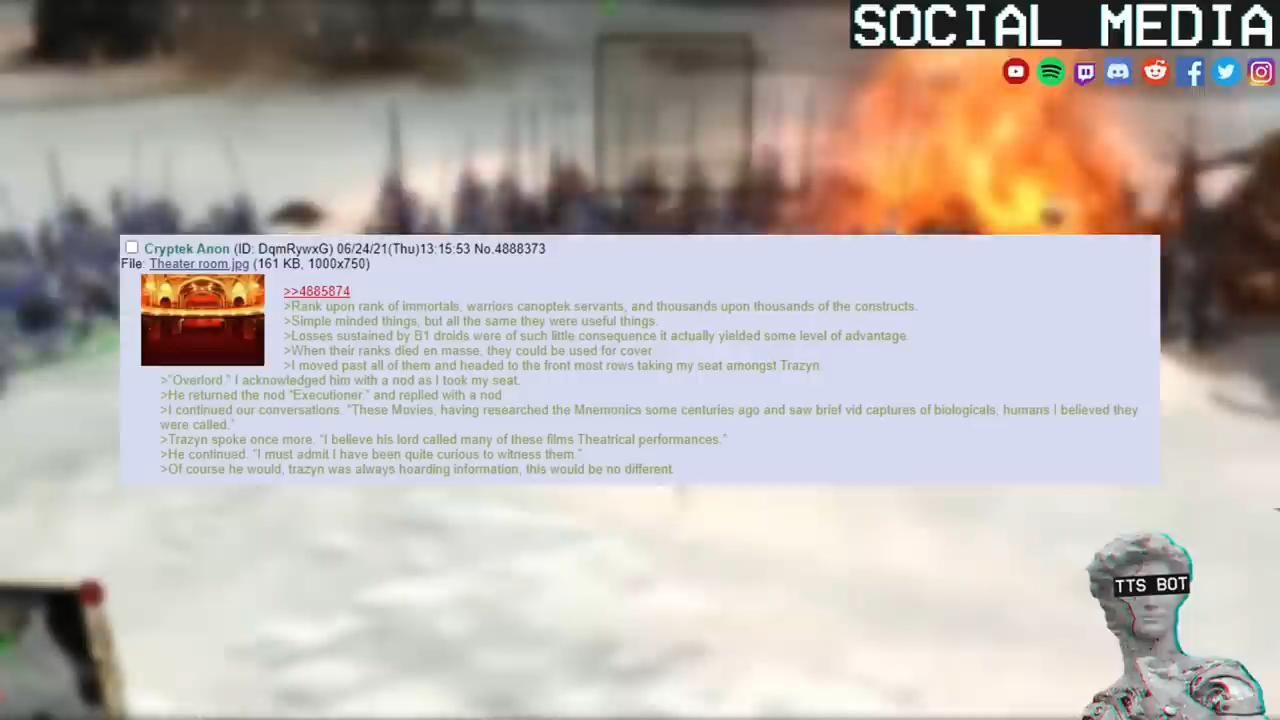 SOCIAL MEDIA
Cryptek Anon (ID: DqmRywxG) 06/24/21(Thu)13:15:53 No.4888373
File: Theater room.jpg (161 KB, 1000x750)
>>4885874
>Rank upon rank of immortals, warriors canoptek servants, and thousands upon thousands of the constructs.
>Simple minded things, but all the same they were useful things.
>Losses sustained by B1 droids were of such little consequence it actually yielded some level of advantage.
>When their ranks died en masse, they could be used for cover
>I moved past all of them and headed to the front most rows taking my seat amongst Trazyn.
>"Overlord." I acknowledged him with a nod as I took my seat.
>He returned the nod "Executioner." and replied with a nod
>I continued our conversations. "These Movies, having researched the Mnemonics some centuries ago and saw brief vid captures of biologicals, humans I believed they
were called."
>Trazyn spoke once more. "I believe his lord called many of these films Theatrical performances."
>He continued. "I must admit I have been quite curious to witness them."
>Of course he would, trazyn was always hoarding information, this would be no different.
TTS BOT